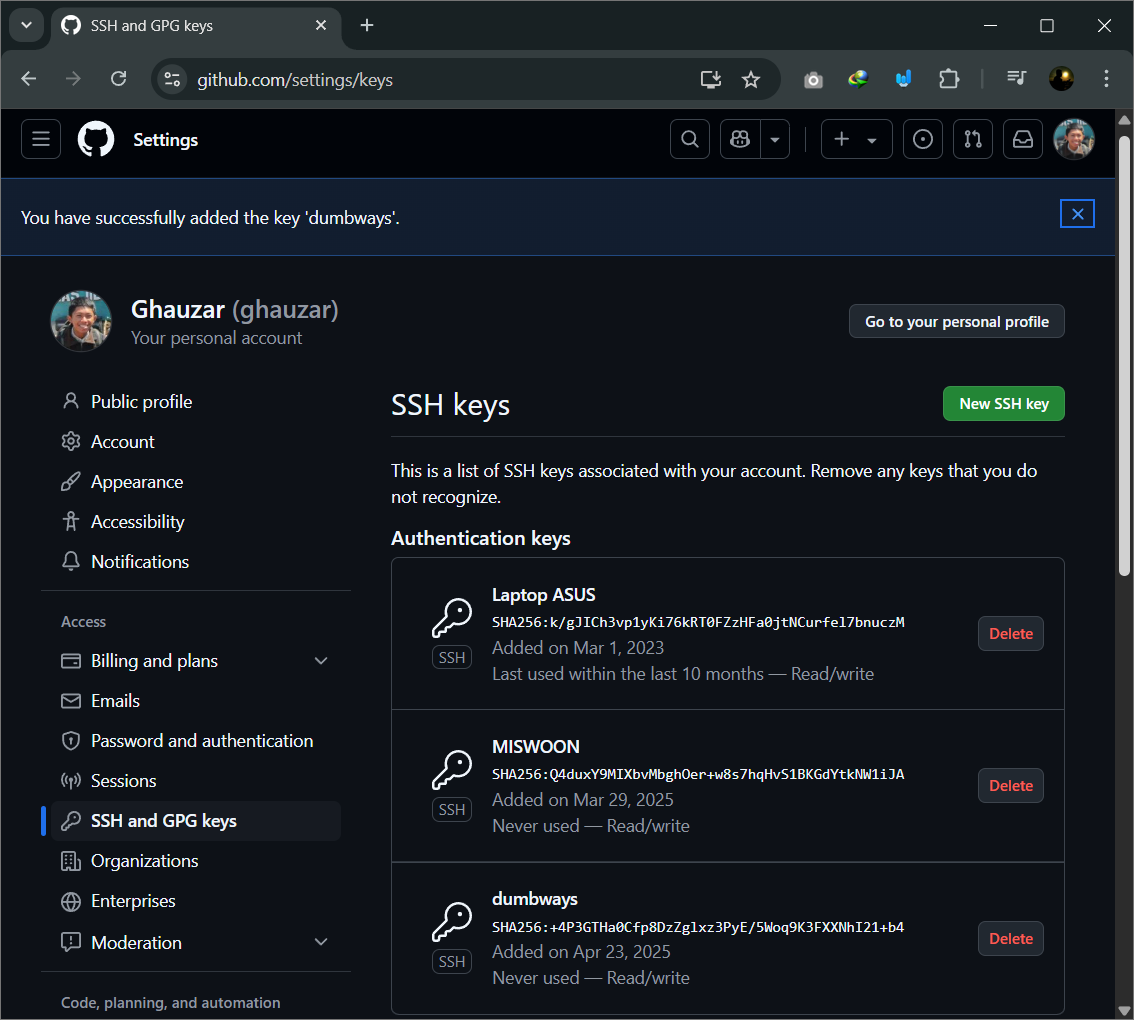 SSH and GPG keys
github.com/settings/keys
Settings
You have successfully added the key 'dumbways'.
Ghauzar (ghauzar)
Your personal account
Go to your personal profile
Public profile
Account
Appearance
Accessibility
Notifications
Access
Billing and plans
Emails
Password and authentication
Sessions
SSH and GPG keys
Organizations
Enterprises
Moderation
Code, planning, and automation
SSH keys
New SSH key
This is a list of SSH keys associated with your account. Remove any keys that you do
not recognize.
Authentication keys
Laptop ASUS
SHA256:k/gJICh3vp1yKi76kRT0FZzHFa0jtNCurfel7bnuczM
Added on Mar 1, 2023
Last used within the last 10 months — Read/write
SSH
Delete
MISWOON
SHA256:Q4duxY9MIXbvMbghOer+w8s7hqHvS1BKGdYtkNW1iJA
Added on Mar 29, 2025
Never used — Read/write
SSH
Delete
dumbways
SHA256:+4P3GTHa0Cfp8DzZglxz3PyE/5Woq9K3FXXNhI21+b4
Added on Apr 23, 2025
Never used — Read/write
SSH
Delete